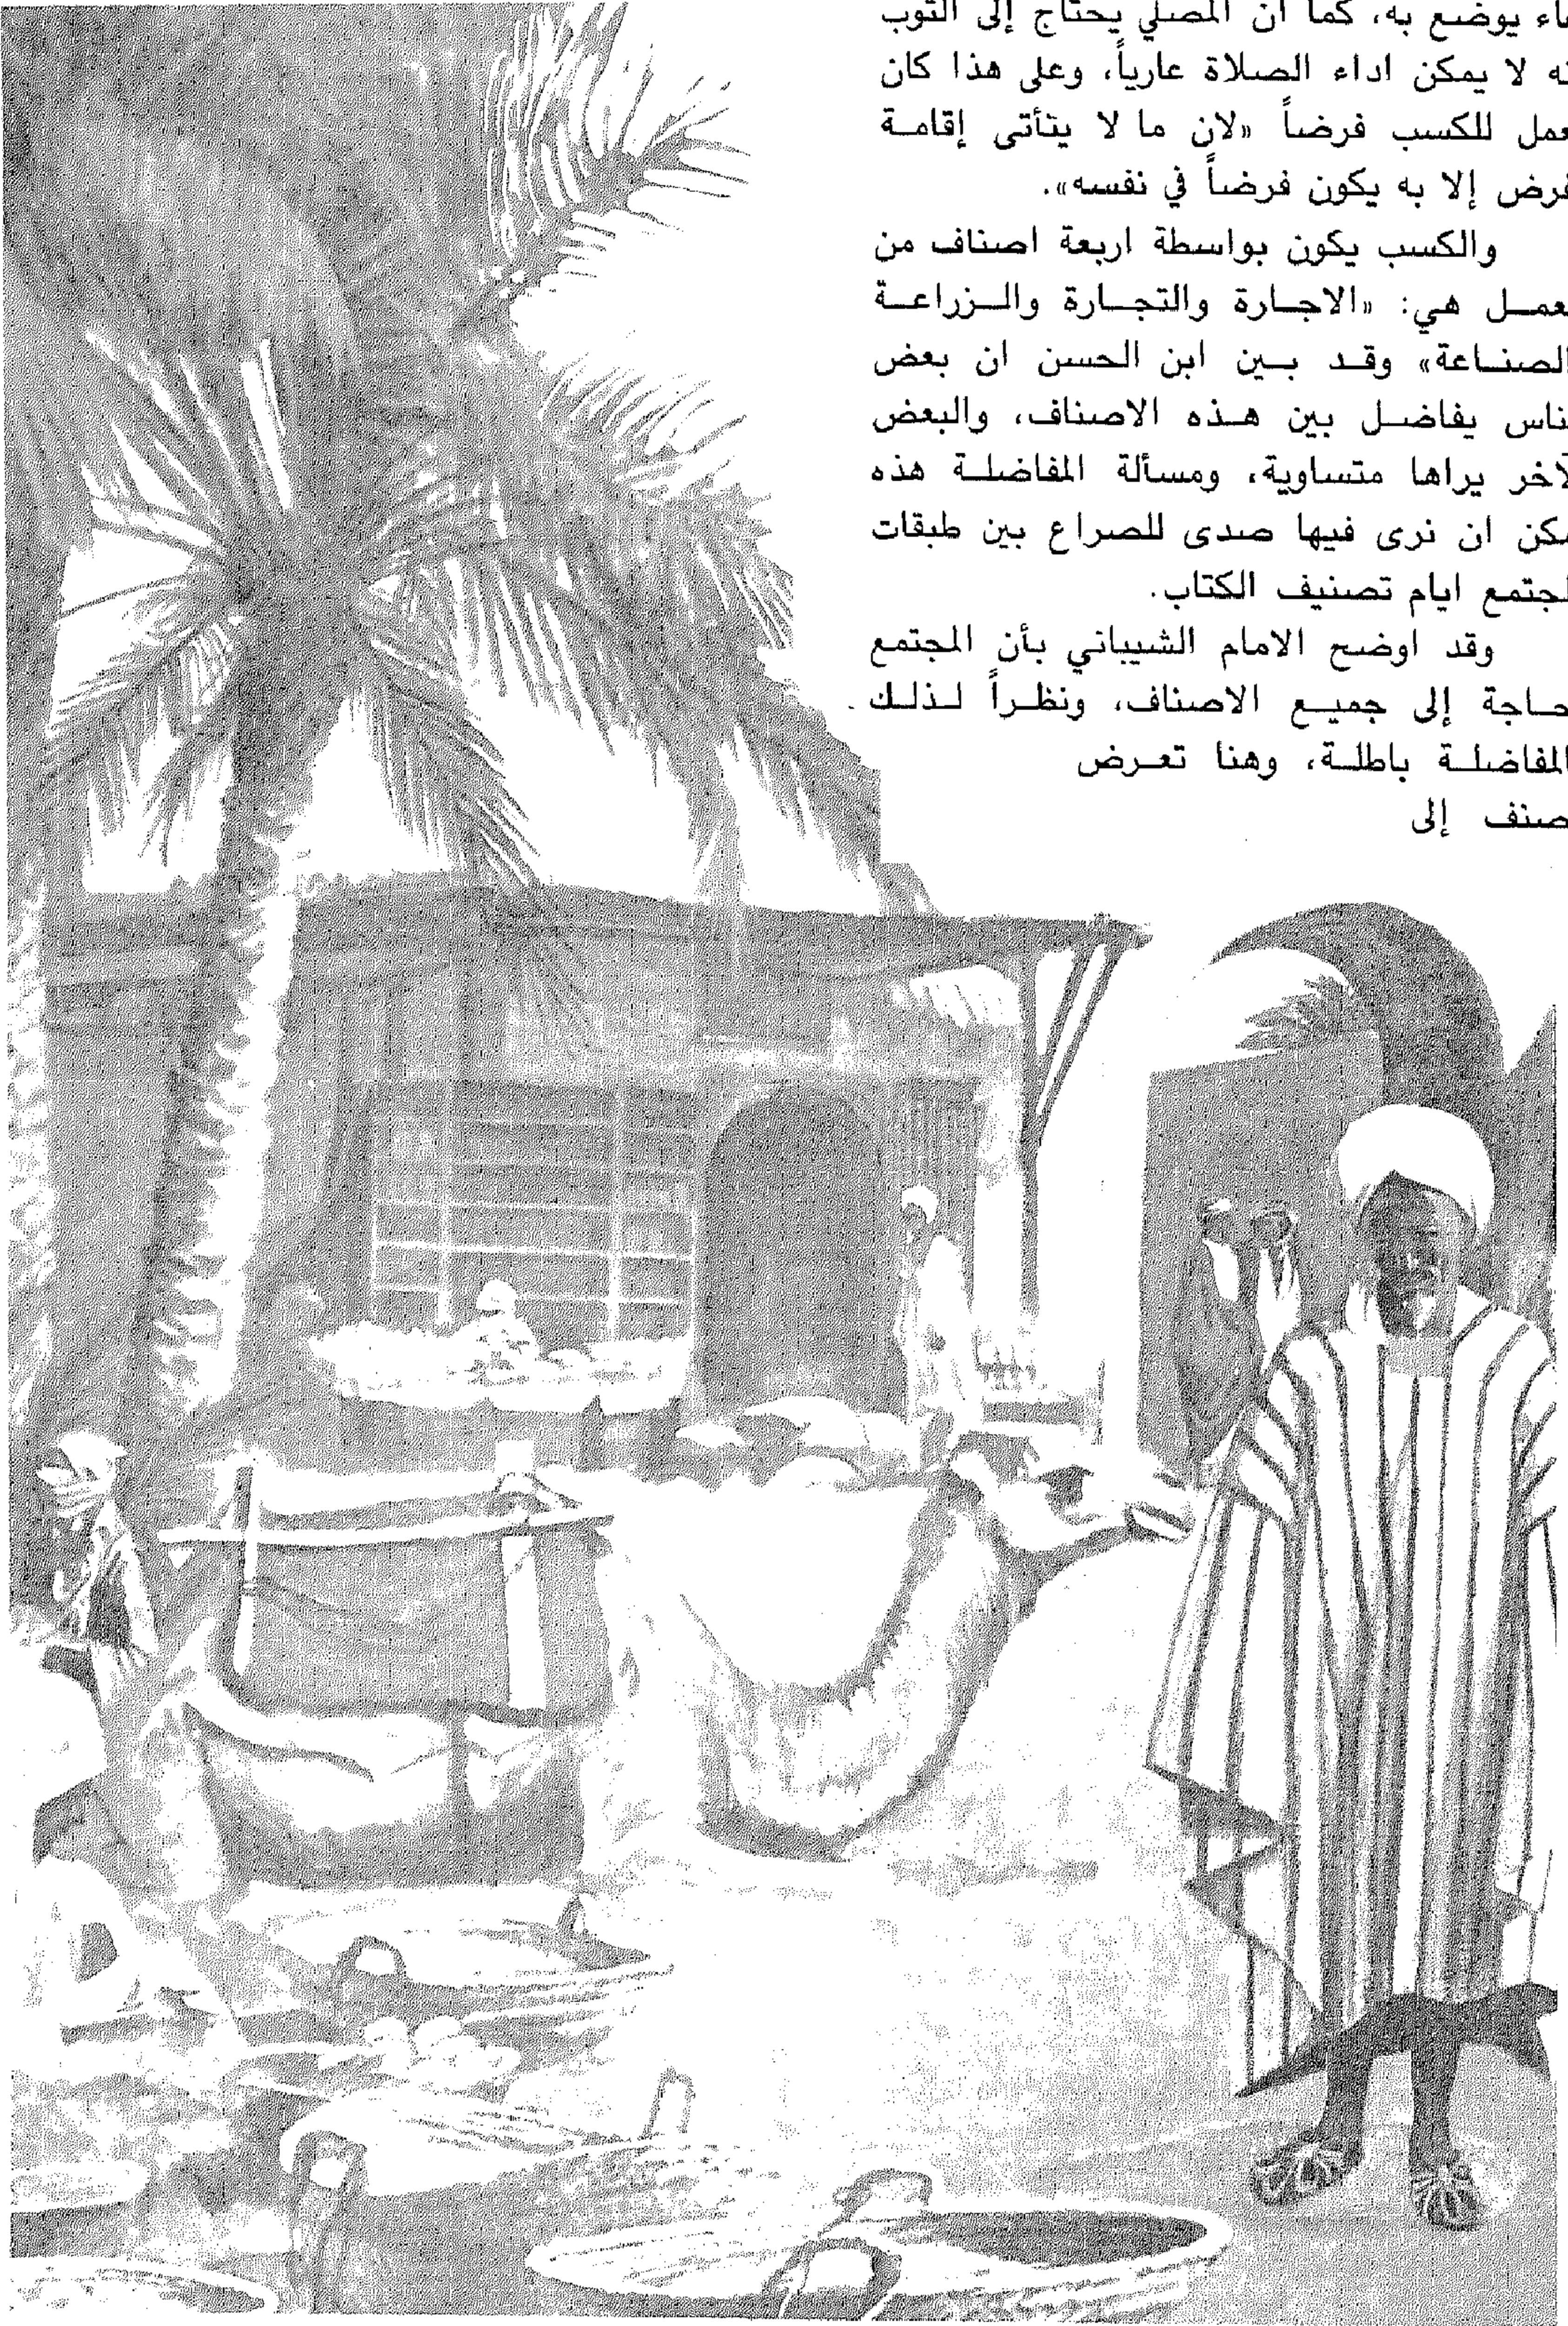 اء يوضع به، كما ان المصلي يحتاج إلى الثوب
ه لا يمكن اداء الصلاة عارياً، وعلى هذا كان
عمل للكسب فرضاً «لان ما لا يتأتى إقامة
فرض إلا به يكون فرضاً في نفسه».
والكسب يكون بواسطة اربعة اصناف من
عمل هي: «الاجارة والتجارة والزراعة
الصناعة» وقد بين ابن الحسن ان بعض
ناس يفاضل بين هذه الاصناف، والبعض
لآخر يراها متساوية، ومسألة المفاضلة هذه
مكن ان نرى فيها صدى للصراع بين طبقات
لجتمع ايام تصنيف الكتاب.
وقد اوضح الامام الشيباني بأن المجتمع
حاجة إلى جميع الاصناف، ونظراً لذلك
المفاضلة باطلة، وهنا تعرض
صنف إلى